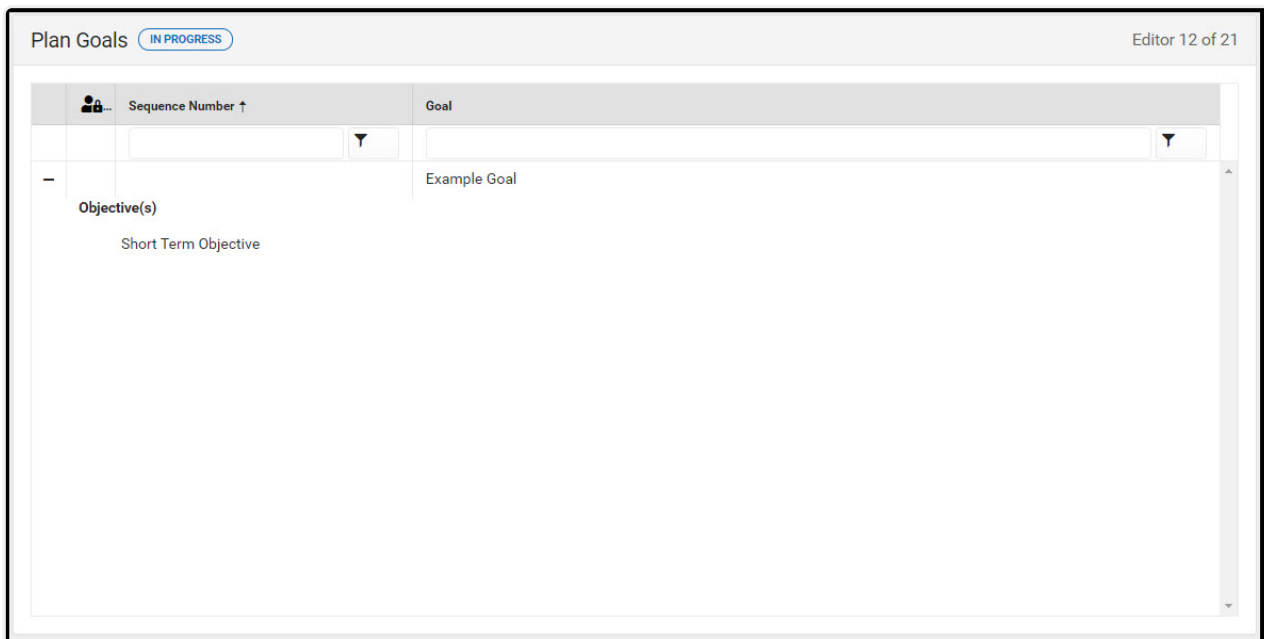 Plan Goals IN PROGRESS Editor 12 of 21
... Sequence Number ↑ Goal
Example Goal
Objective(s)
Short Term Objective